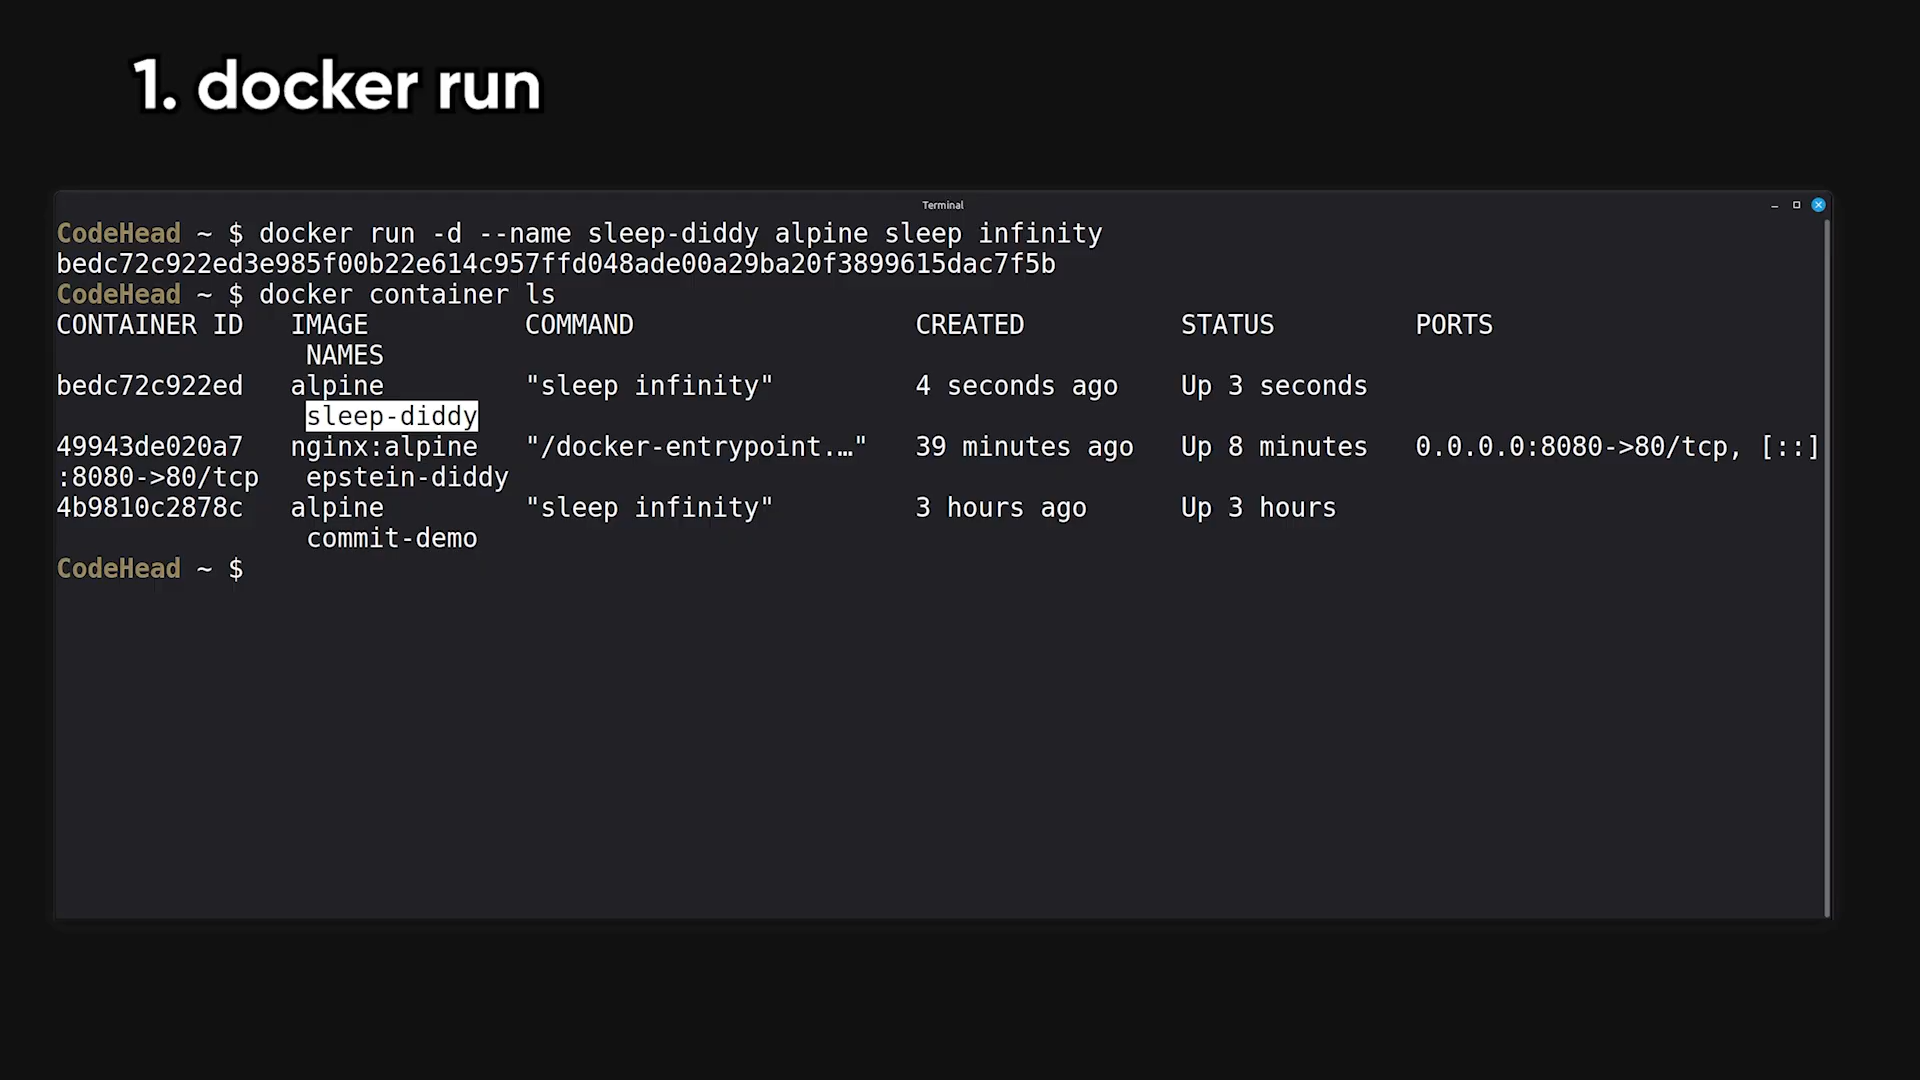 1. docker run
Terminal
CodeHead ~ $ docker run -d --name sleep-diddy alpine sleep infinity
bedc72c922ed3e985f00b22e614c957ffd048ade00a29ba20f3899615dac7f5b
CodeHead ~ $ docker container ls
CONTAINER ID   IMAGE          COMMAND                  CREATED          STATUS         PORTS
                NAMES
bedc72c922ed   alpine         "sleep infinity"         4 seconds ago    Up 3 seconds
                sleep-diddy
49943de020a7   nginx:alpine   "/docker-entrypoint.…"   39 minutes ago   Up 8 minutes   0.0.0.0:8080->80/tcp, [::]
:8080->80/tcp   epstein-diddy
4b9810c2878c   alpine         "sleep infinity"         3 hours ago      Up 3 hours
                commit-demo
CodeHead ~ $